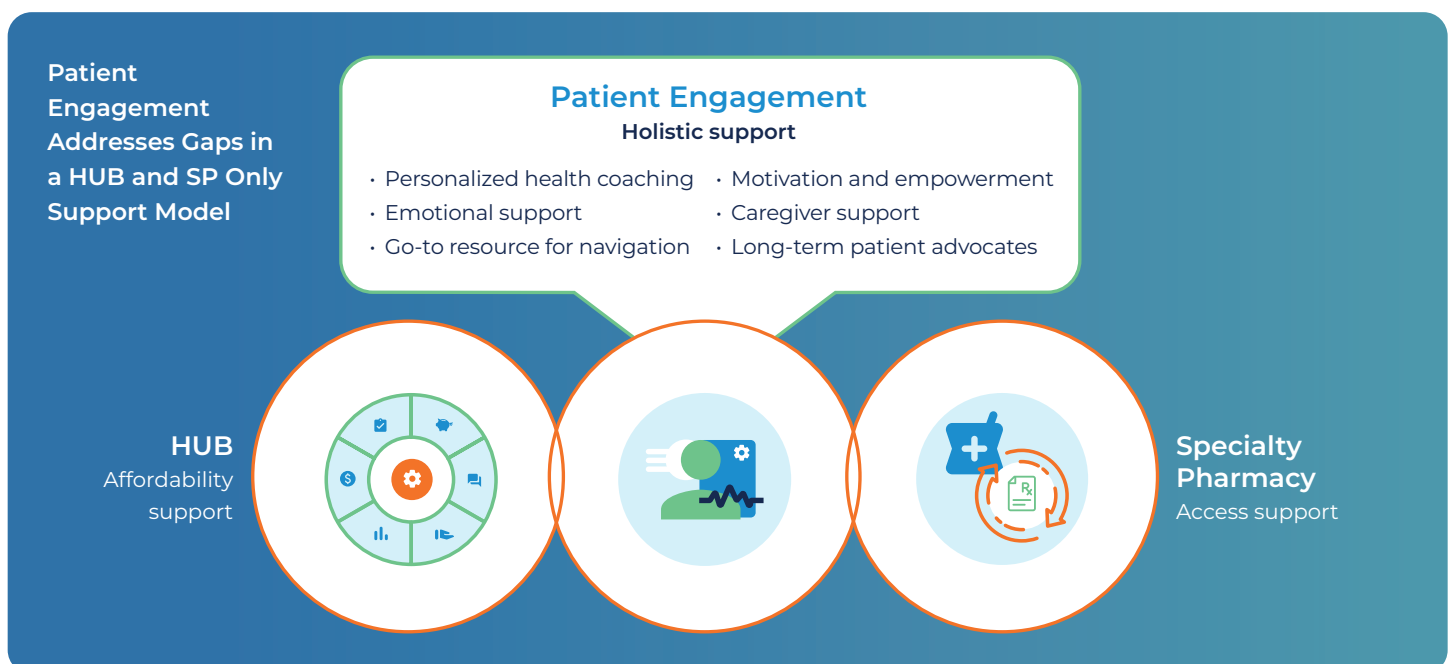 Patient
Engagement
Addresses Gaps in
a HUB and SP Only
Support Model
Patient Engagement
Holistic support
· Personalized health coaching
· Emotional support
· Go-to resource for navigation
· Motivation and empowerment
· Caregiver support
· Long-term patient advocates
HUB
Affordability
support
$
Rx
Specialty
Pharmacy
Access support